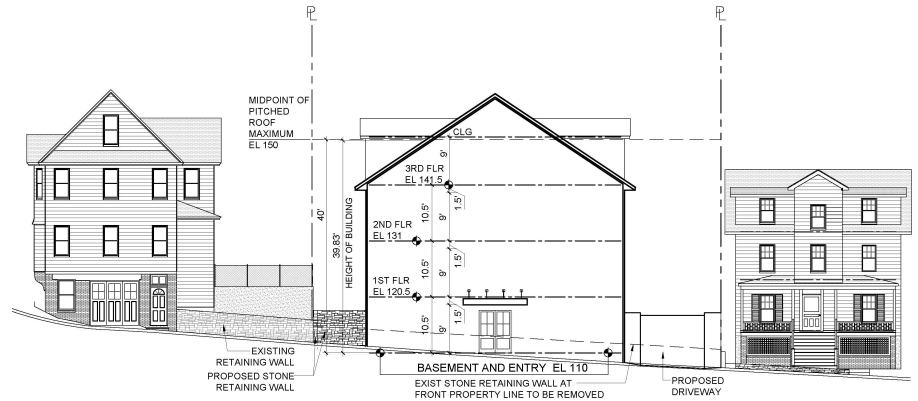 PL
PL
MIDPOINT OF
PITCHED
ROOF
MAXIMUM
EL 150
CLG
9'
3RD FLR
EL 141.5
1.5'
10.5'
9'
40'
39.83'
HEIGHT OF BUILDING
2ND FLR
EL 131
1.5'
10.5'
9'
1ST FLR
EL 120.5
1.5'
10.5'
9'
EXISTING
RETAINING WALL
PROPOSED STONE
RETAINING WALL
BASEMENT AND ENTRY EL 110
EXIST STONE RETAINING WALL AT
FRONT PROPERTY LINE TO BE REMOVED
PROPOSED
DRIVEWAY